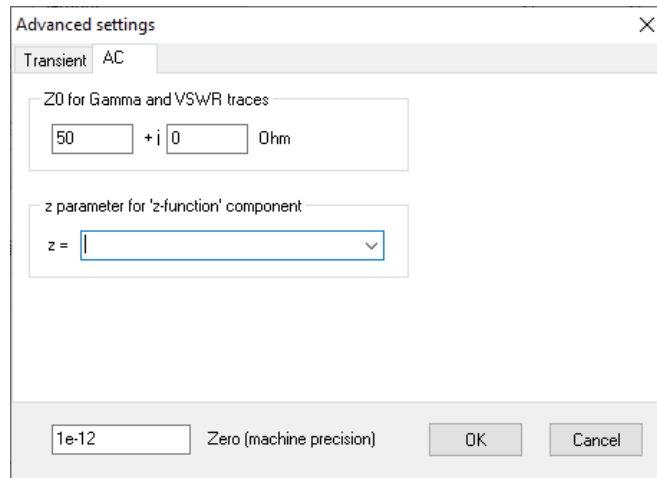 Advanced settings
Transient AC
Z0 for Gamma and VSWR traces
50 + j 0 Ohm
z parameter for 'z-function' component
z =
1e-12 Zero (machine precision) OK Cancel